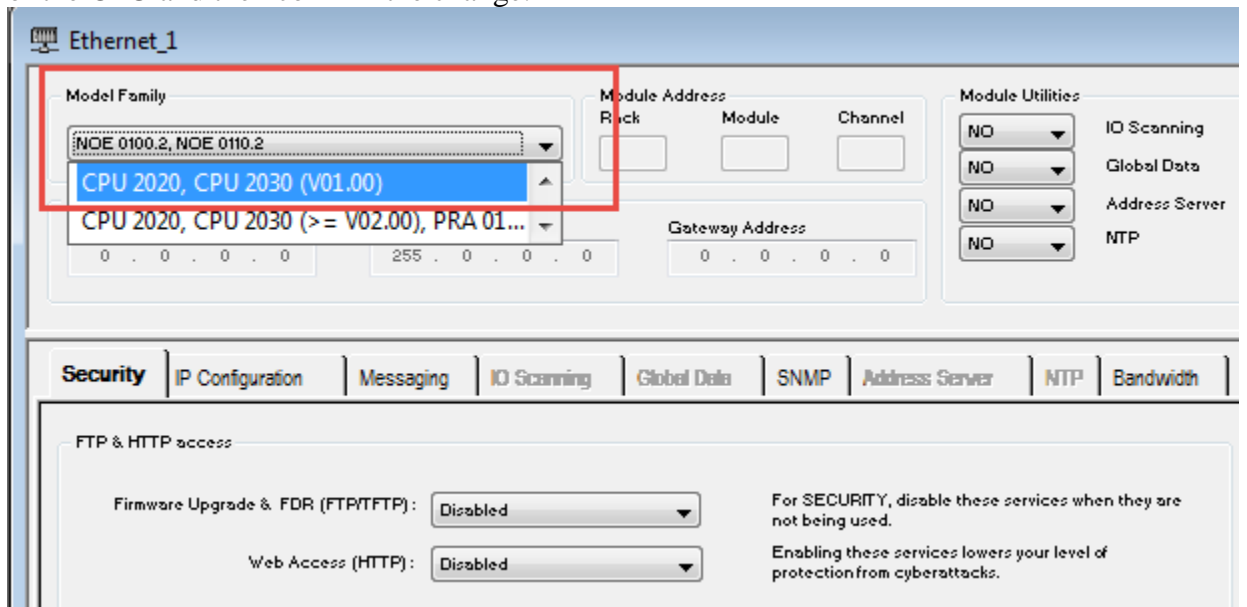 Ethernet_1
Model Family
Module Address
Module Utilities
Rack Module Channel
NOE 0100.2, NOE 0110.2
NO IO Scanning
CPU 2020, CPU 2030 (V01.00)
NO Global Data
CPU 2020, CPU 2030 (>= V02.00), PRA 01...
NO Address Server
Gateway Address
NO NTP
0 . 0 . 0 . 0
255 . 0 . 0 . 0
0 . 0 . 0 . 0
Security IP Configuration Messaging IO Scanning Global Data SNMP Address Server NTP Bandwidth
FTP & HTTP access
Firmware Upgrade & FDR (FTP/TFTP) : Disabled
For SECURITY, disable these services when they are
not being used.
Web Access (HTTP) : Disabled
Enabling these services lowers your level of
protection from cyberattacks.